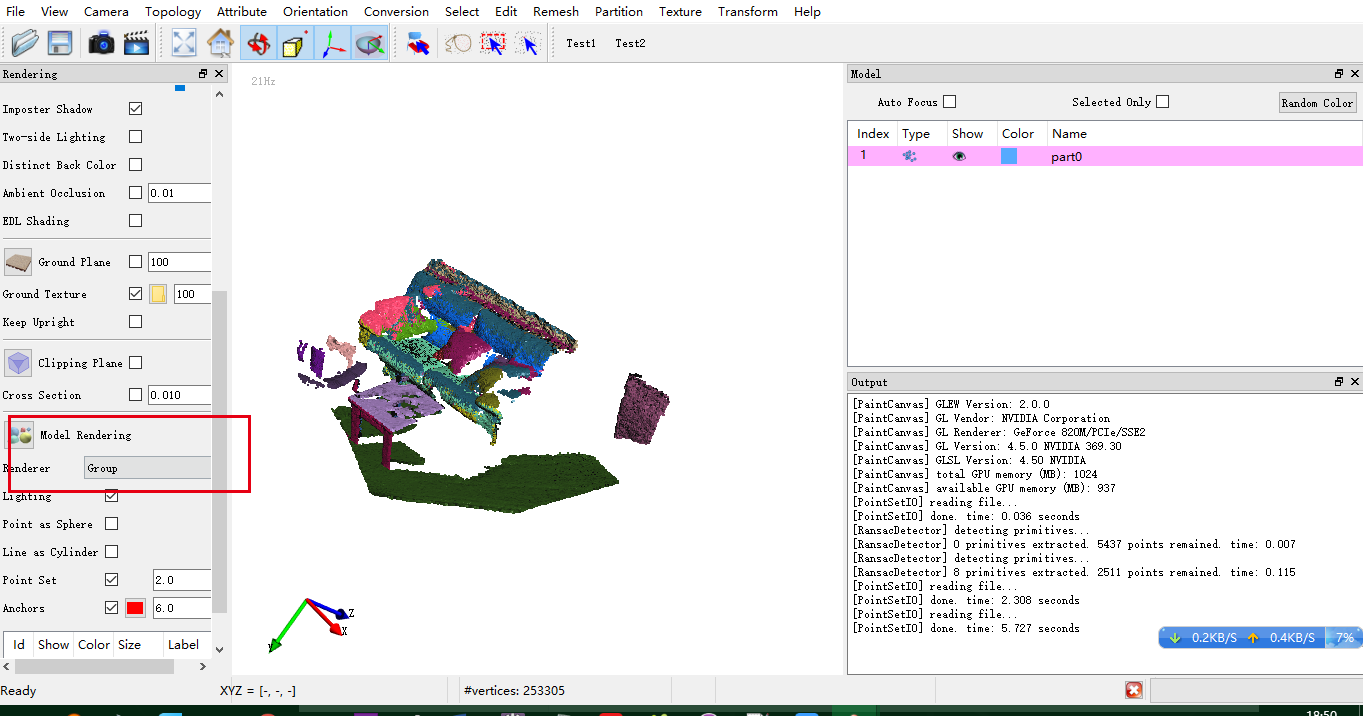 File View Camera Topology Attribute Orientation Conversion Select Edit Remesh Partition Texture Transform Help
Test1 Test2
Rendering
Imposter Shadow
Two-side Lighting
Distinct Back Color
Ambient Occlusion 0.01
EDL Shading
Ground Plane 100
Ground Texture 100
Keep Upright
Clipping Plane
Cross Section 0.010
Model Rendering
Renderer Group
Lighting
Point as Sphere
Line as Cylinder
Point Set 2.0
Anchors 6.0
Id Show Color Size Label
21Hz
Z
X
Y
Model
Auto Focus Selected Only Random Color
Index Type Show Color Name
1 part0
Output
[PaintCanvas] GLEW Version: 2.0.0
[PaintCanvas] GL Vendor: NVIDIA Corporation
[PaintCanvas] GL Renderer: GeForce 820M/PCIe/SSE2
[PaintCanvas] GL Version: 4.5.0 NVIDIA 369.30
[PaintCanvas] GLSL Version: 4.50 NVIDIA
[PaintCanvas] total GPU memory (MB): 1024
[PaintCanvas] available GPU memory (MB): 937
[PointSetIO] reading file...
[PointSetIO] done. time: 0.036 seconds
[RansacDetector] detecting primitives...
[RansacDetector] 0 primitives extracted. 5437 points remained. time: 0.007
[RansacDetector] detecting primitives...
[RansacDetector] 8 primitives extracted. 2511 points remained. time: 0.115
[PointSetIO] reading file...
[PointSetIO] done. time: 2.308 seconds
[PointSetIO] reading file...
[PointSetIO] done. time: 5.727 seconds
0.2KB/S 0.4KB/S 7%
Ready XYZ = [-, -, -] #vertices: 253305
18:50